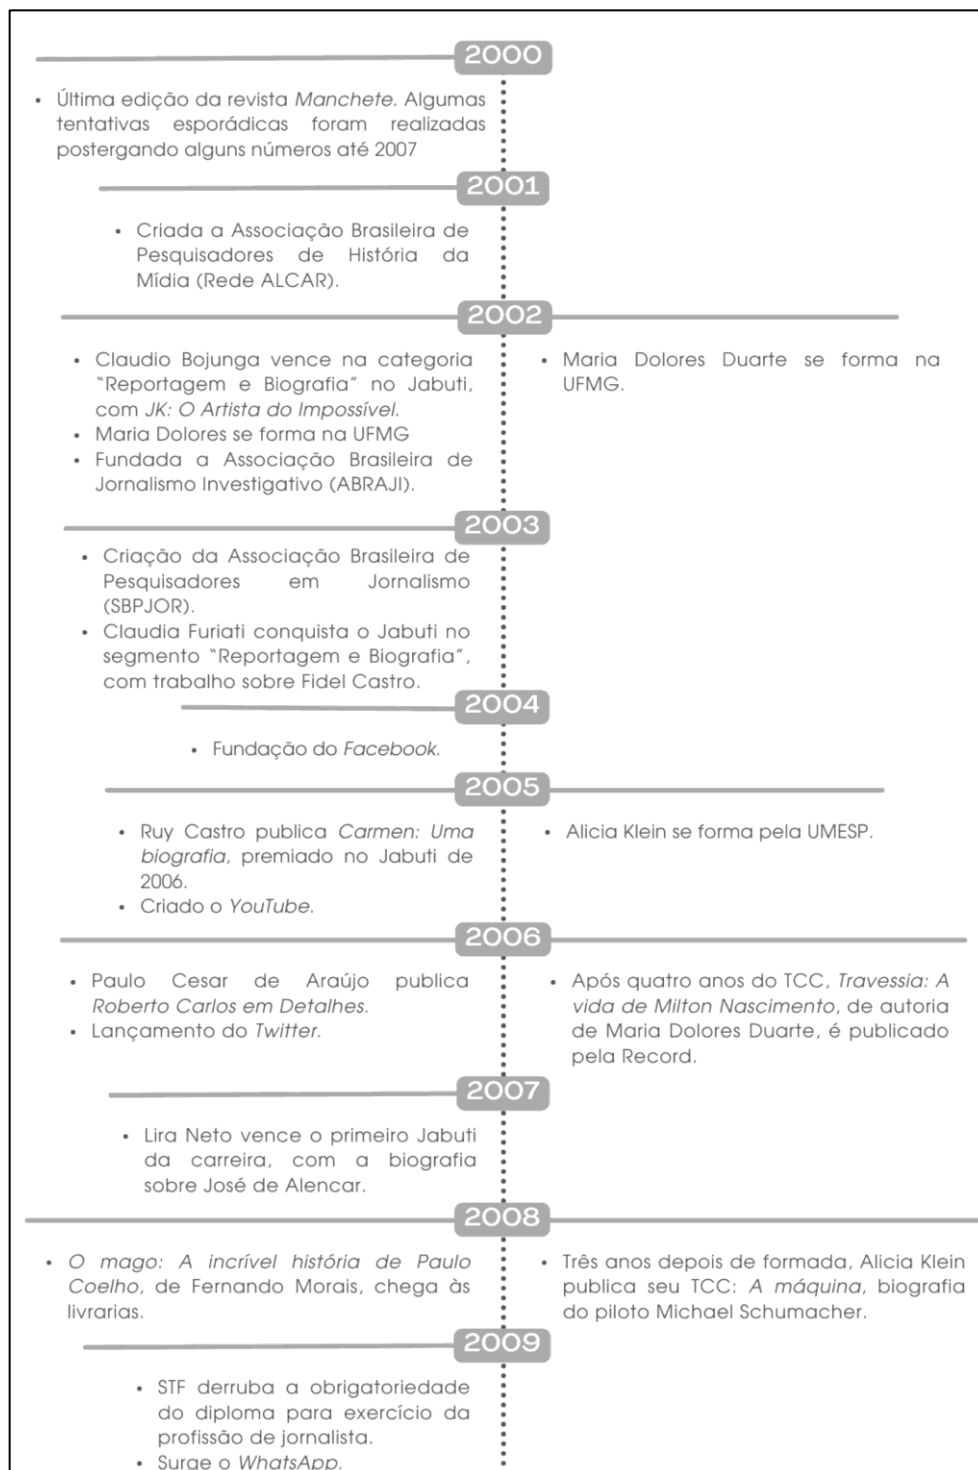 2000
• Última edição da revista Manchete. Algumas
tentativas esporádicas foram realizadas
postergando alguns números até 2007
2001
• Criada a Associação Brasileira de
Pesquisadores de História da
Mídia (Rede ALCAR).
2002
• Claudio Bojunga vence na categoria
“Reportagem e Biografia” no Jabuti,
com JK: O Artista do Impossível.
• Maria Dolores se forma na UFMG
• Fundada a Associação Brasileira de
Jornalismo Investigativo (ABRAJI).
• Maria Dolores Duarte se forma na
UFMG.
2003
• Criação da Associação Brasileira de
Pesquisadores em Jornalismo
(SBPJOR).
• Claudia Furiati conquista o Jabuti no
segmento “Reportagem e Biografia”,
com trabalho sobre Fidel Castro.
2004
• Fundação do Facebook.
2005
• Ruy Castro publica Carmen: Uma
biografia, premiado no Jabuti de
2006.
• Criado o YouTube.
• Alicia Klein se forma pela UMESP.
2006
• Paulo Cesar de Araújo publica
Roberto Carlos em Detalhes.
• Lançamento do Twitter.
• Após quatro anos do TCC, Travessia: A
vida de Milton Nascimento, de autoria
de Maria Dolores Duarte, é publicado
pela Record.
2007
• Lira Neto vence o primeiro Jabuti
da carreira, com a biografia
sobre José de Alencar.
2008
• O mago: A incrível história de Paulo
Coelho, de Fernando Morais, chega às
livrarias.
• Três anos depois de formada, Alicia Klein
publica seu TCC: A máquina, biografia
do piloto Michael Schumacher.
2009
• STF derruba a obrigatoriedade
do diploma para exercício da
profissão de jornalista.
• Surge o WhatsApp.